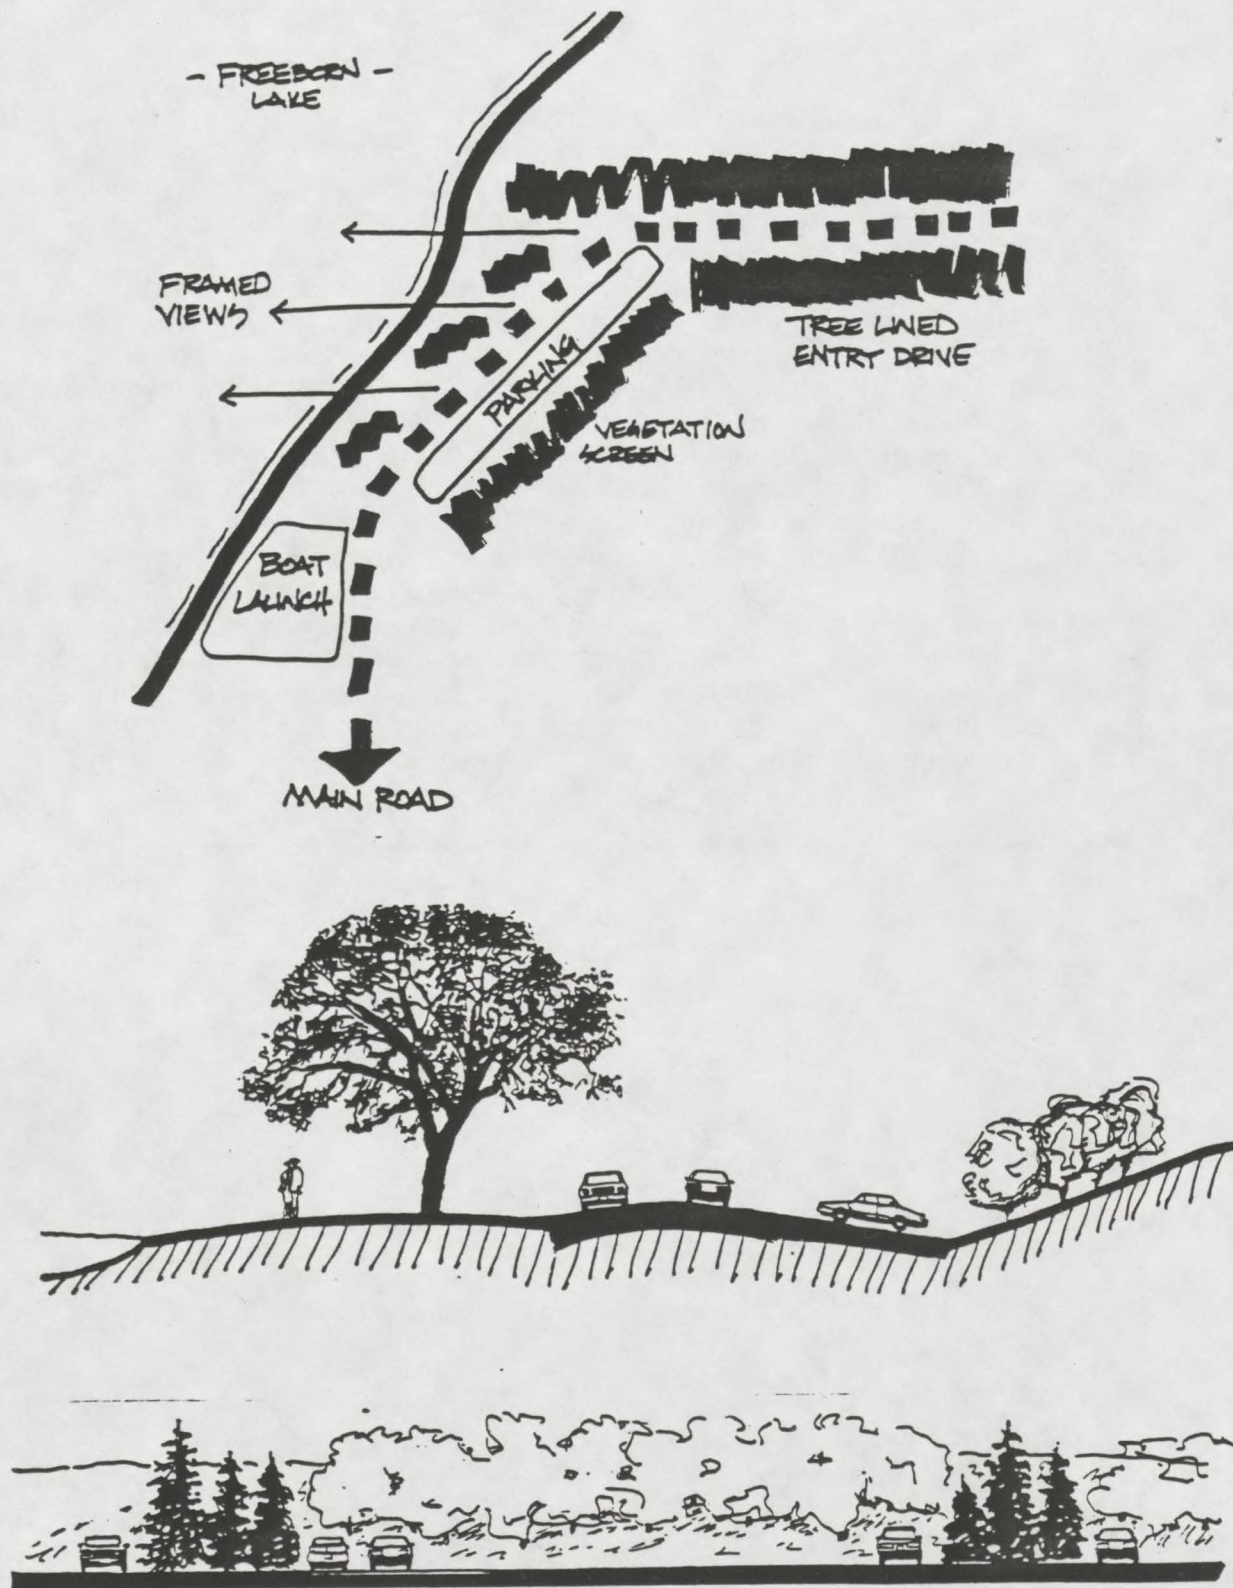 - FREEBORN -
LAKE
FRAMED
VIEWS
TREE LINED
ENTRY DRIVE
PARKING
VEGETATION
SCREEN
BOAT
LAUNCH
MAIN ROAD